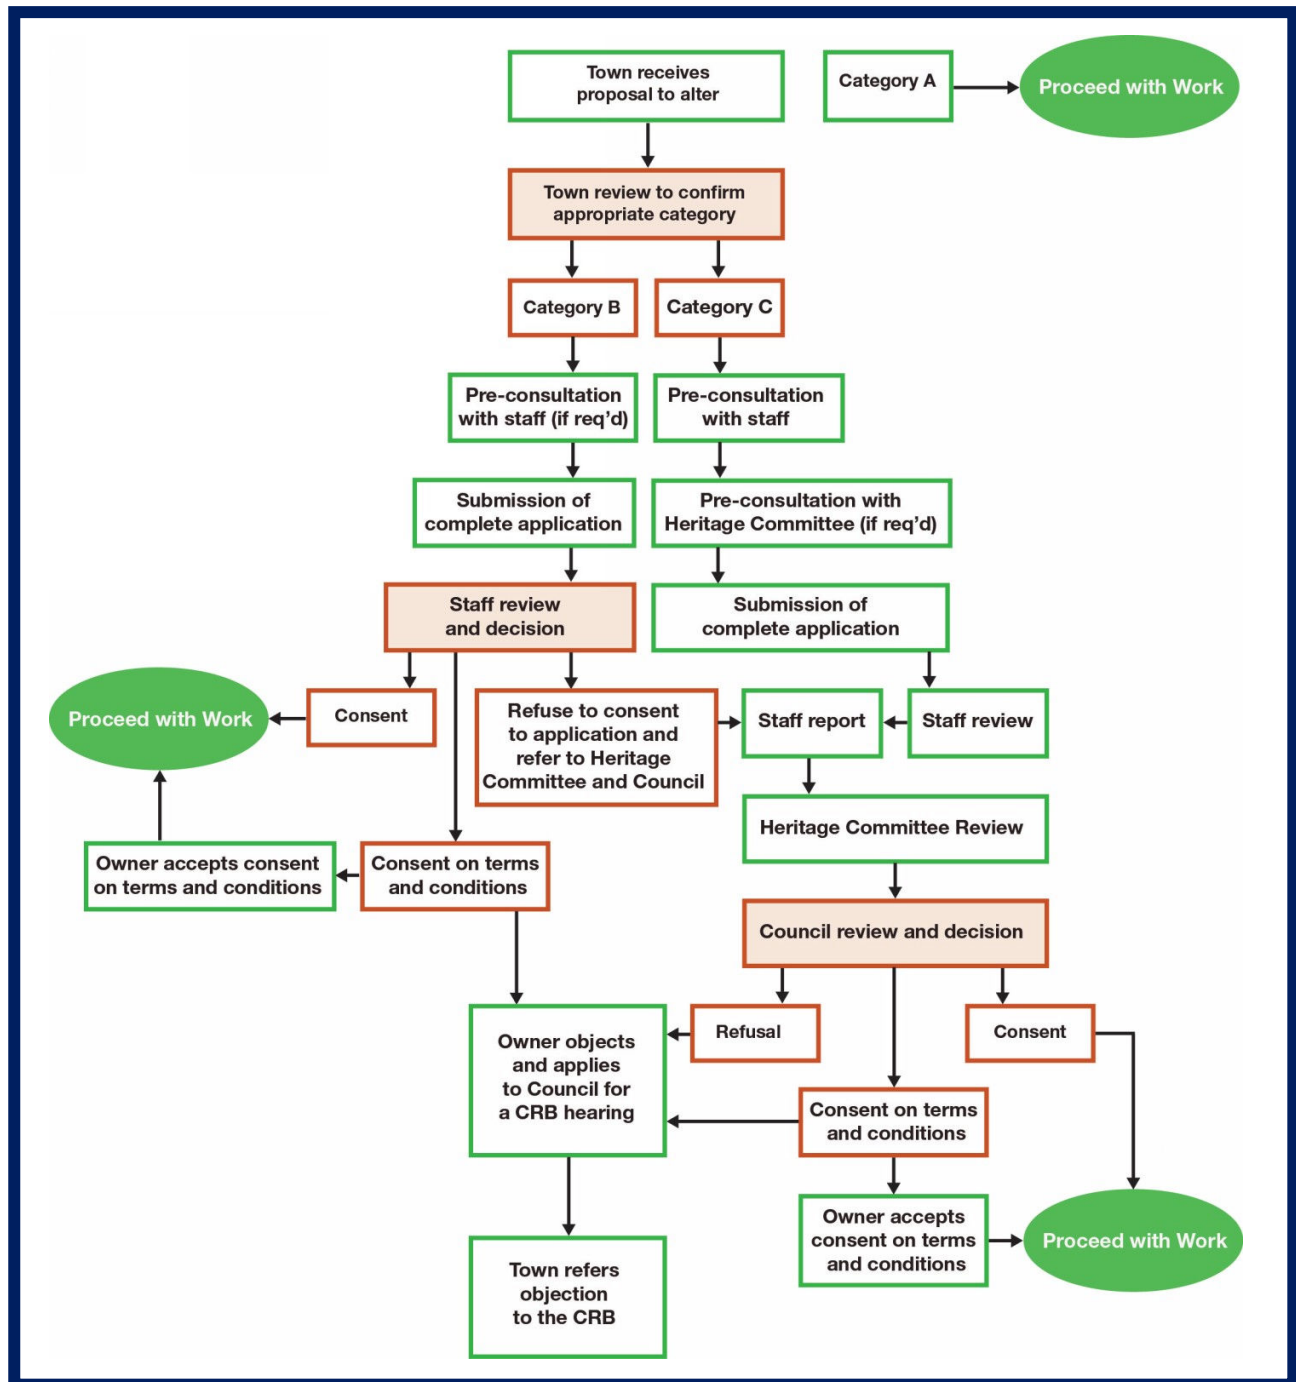 Town receives
proposal to alter
Category A
Proceed with Work
Town review to confirm
appropriate category
Category B
Category C
Pre-consultation
with staff (if req’d)
Pre-consultation
with staff
Submission of
complete application
Pre-consultation with
Heritage Committee (if req’d)
Staff review
and decision
Submission of
complete application
Proceed with Work
Consent
Refuse to consent
to application and
refer to Heritage
Committee and Council
Staff report
Staff review
Heritage Committee Review
Owner accepts consent
on terms and conditions
Consent on terms
and conditions
Council review and decision
Owner objects
and applies
to Council for
a CRB hearing
Refusal
Consent
Consent on terms
and conditions
Owner accepts
consent on terms
and conditions
Proceed with Work
Town refers
objection
to the CRB